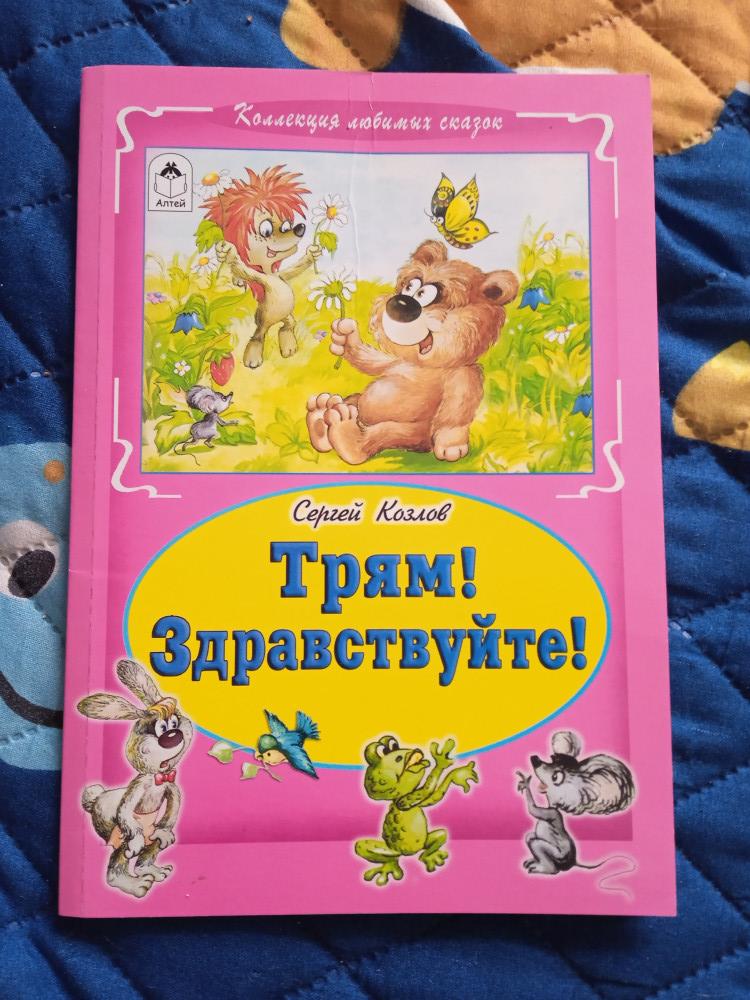 Коллекция любимых сказок
Алтей
Сергей Козлов
Трям!
Здравствуйте!